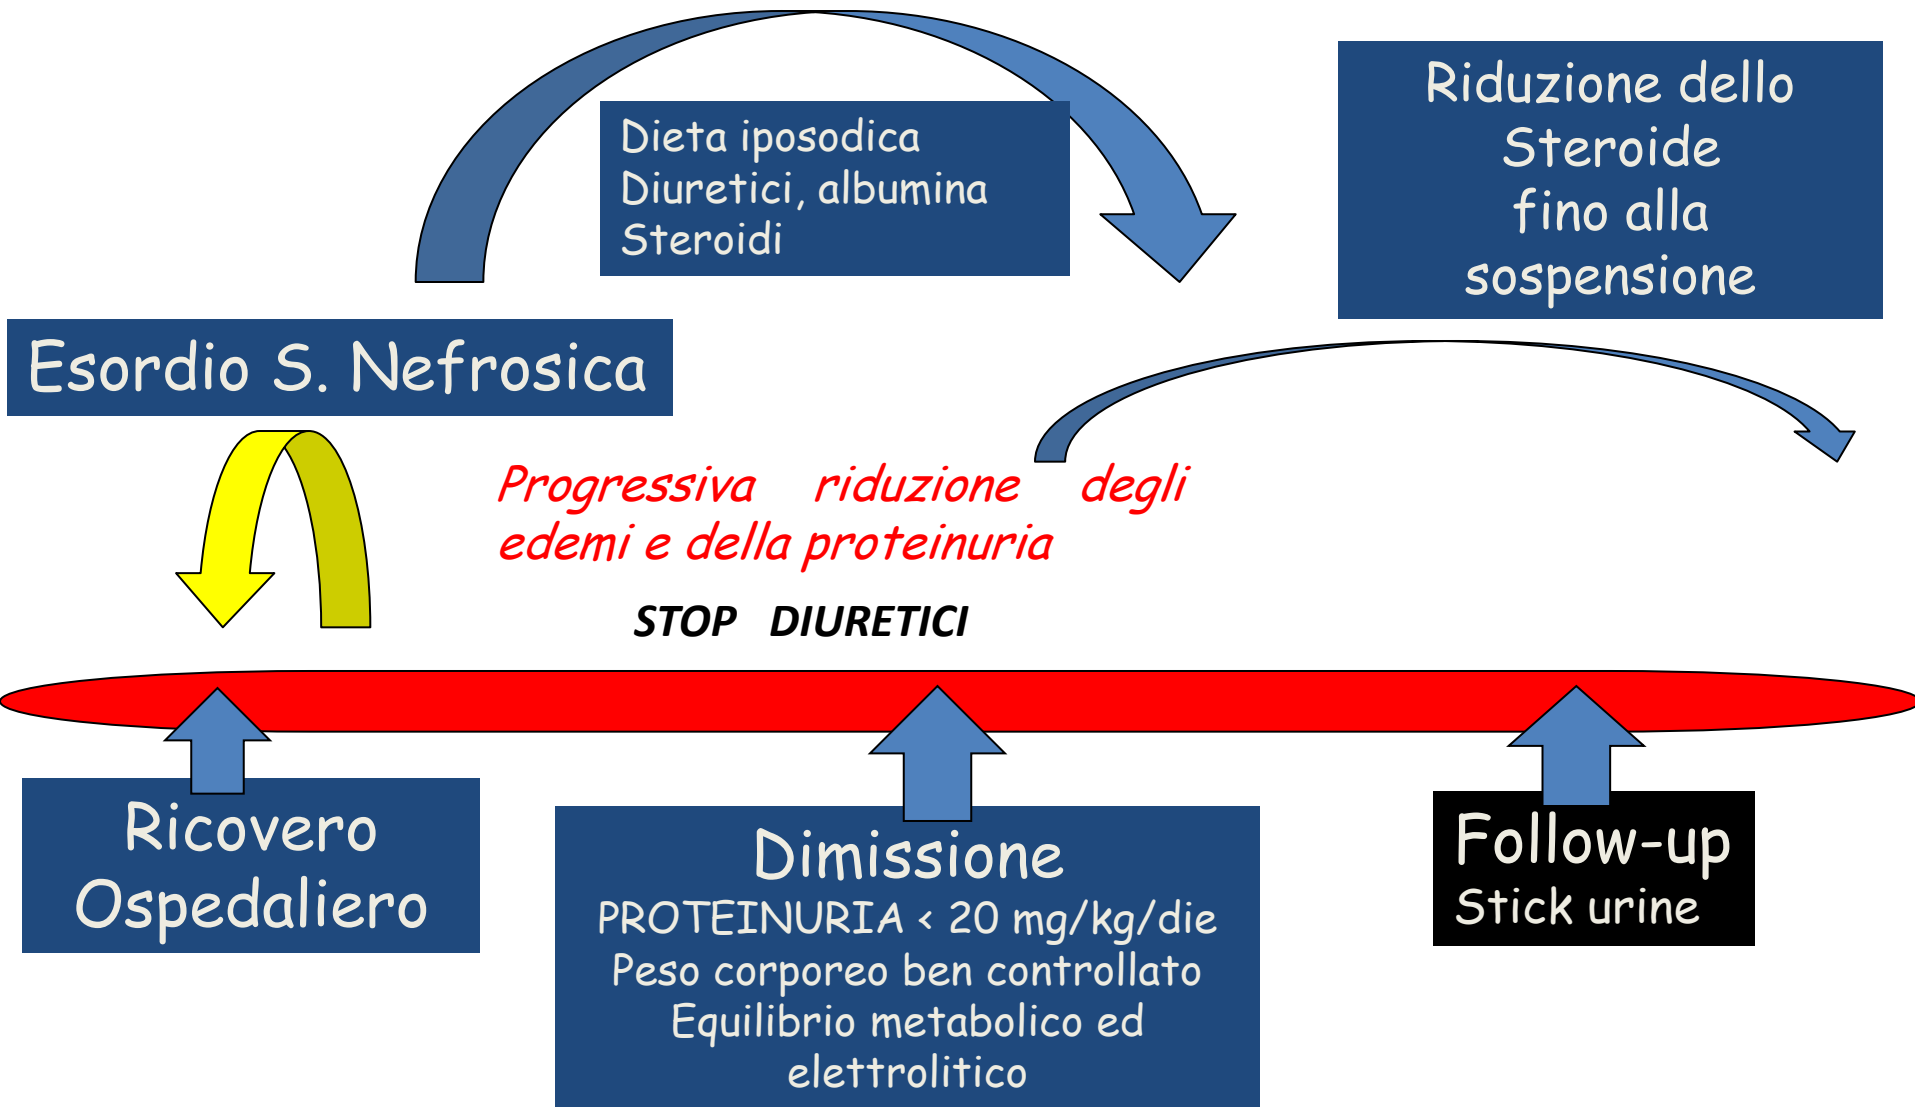 Dieta iposodica
Diuretici, albumina
Steroidi
Riduzione dello
Steroide
fino alla
sospensione
Esordio S. Nefrosica
Progressiva riduzione degli
edemi e della proteinuria
STOP DIURETICI
Ricovero
Ospedaliero
Dimissione
PROTEINURIA < 20 mg/kg/die
Peso corporeo ben controllato
Equilibrio metabolico ed
elettrolitico
Follow-up
Stick urine